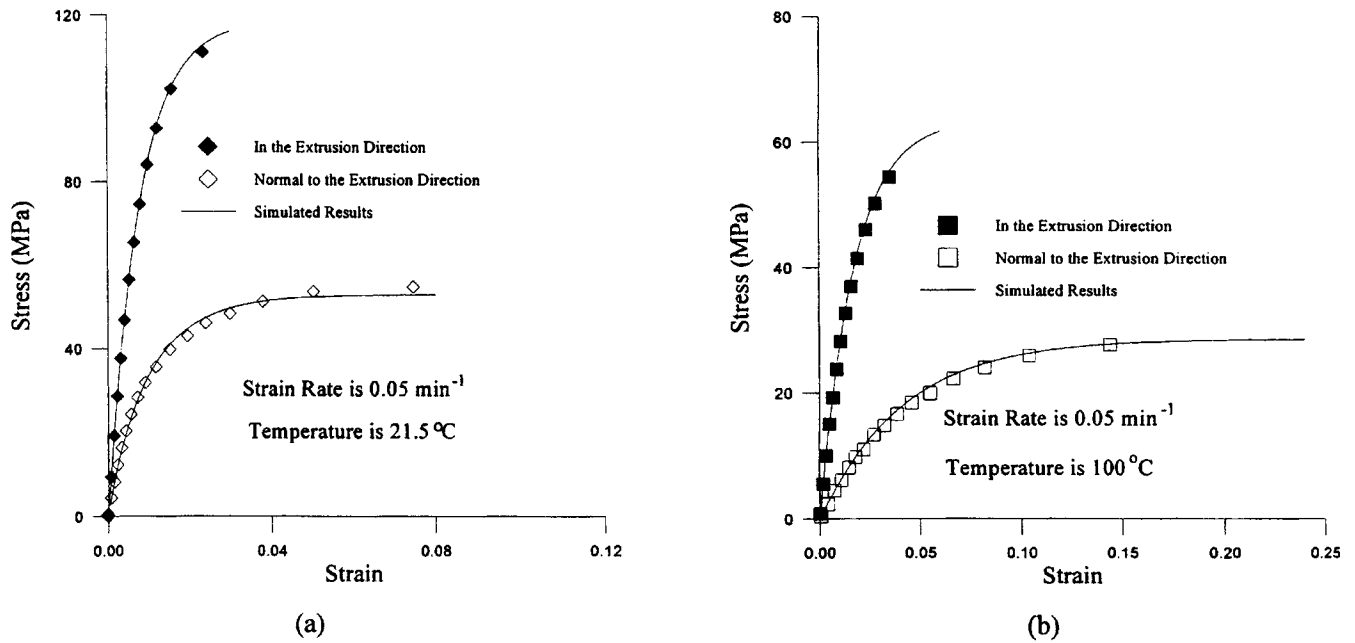 120
80
40
0
Stress (MPa)
In the Extrusion Direction
Normal to the Extrusion Direction
Simulated Results
Strain Rate is 0.05 min⁻¹
Temperature is 21.5 °C
0.00 0.04 0.08 0.12
Strain
(a)
80
60
40
20
0
Stress (MPa)
In the Extrusion Direction
Normal to the Extrusion Direction
Simulated Results
Strain Rate is 0.05 min⁻¹
Temperature is 100 °C
0.00 0.05 0.10 0.15 0.20 0.25
Strain
(b)